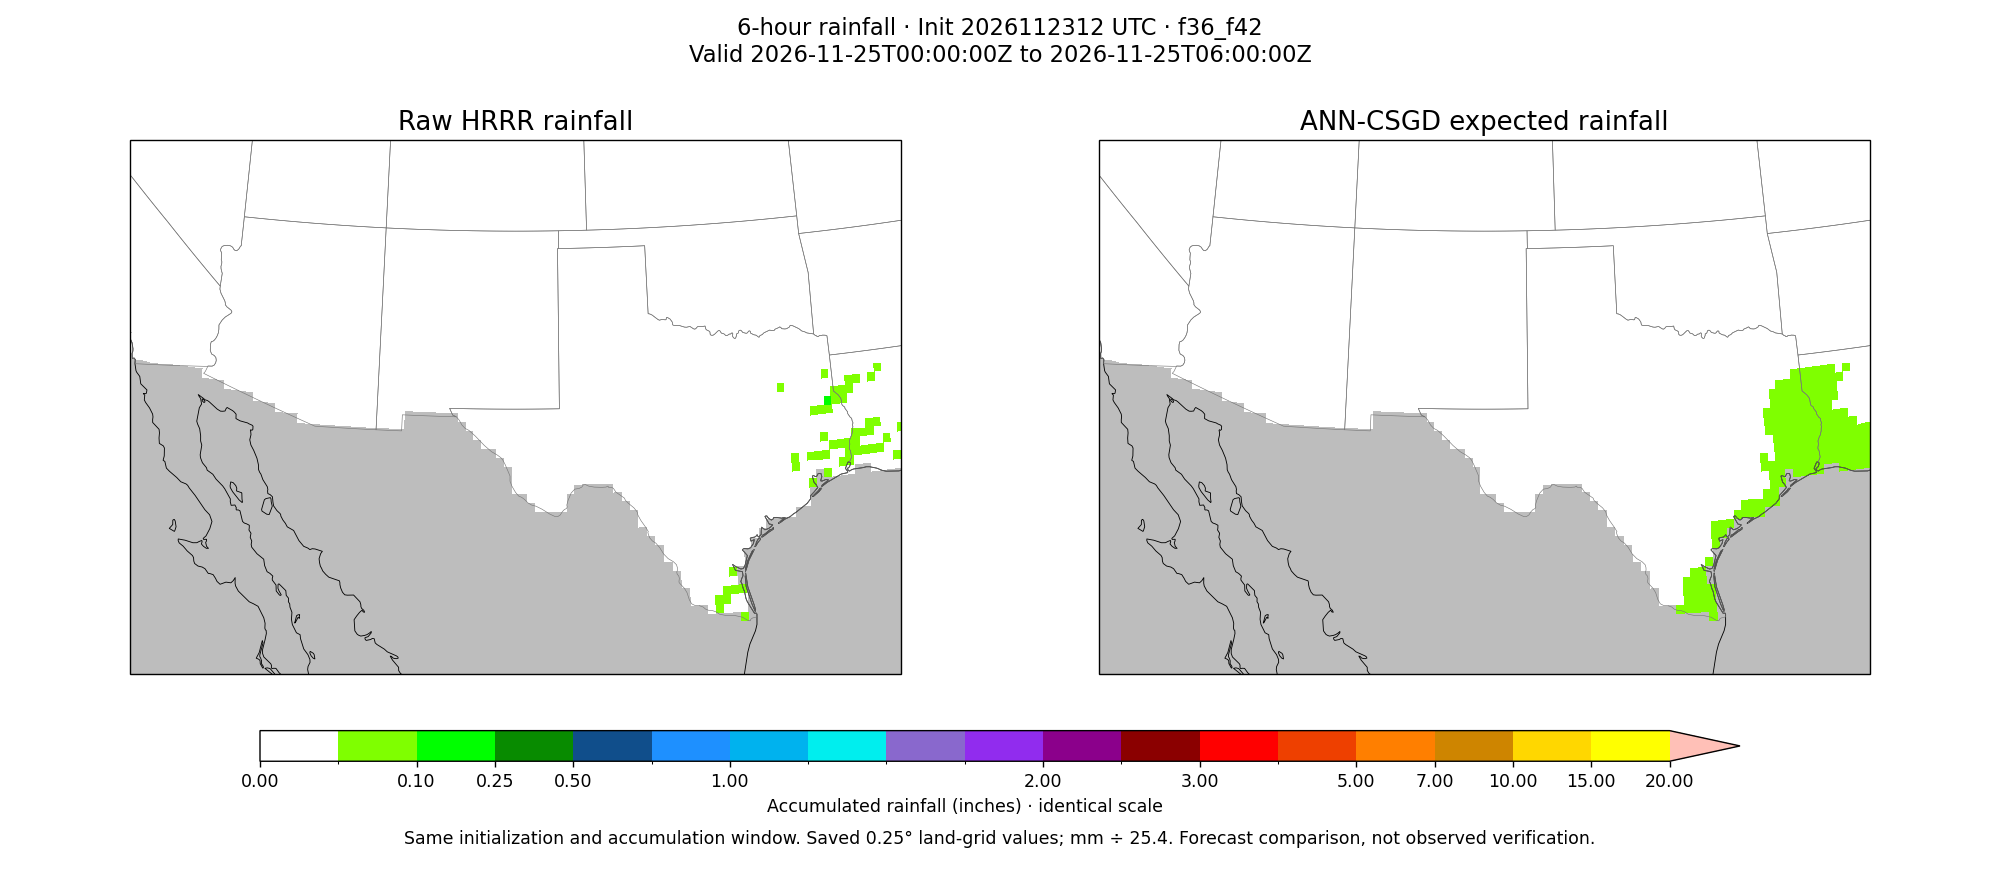 6-hour rainfall · Init 2026112312 UTC · f36_f42
Valid 2026-11-25T00:00:00Z to 2026-11-25T06:00:00Z
Raw HRRR rainfall
ANN-CSGD expected rainfall
0.00 0.10 0.25 0.50 1.00 2.00 3.00 5.00 7.00 10.00 15.00 20.00
Accumulated rainfall (inches) · identical scale
Same initialization and accumulation window. Saved 0.25° land-grid values; mm ÷ 25.4. Forecast comparison, not observed verification.